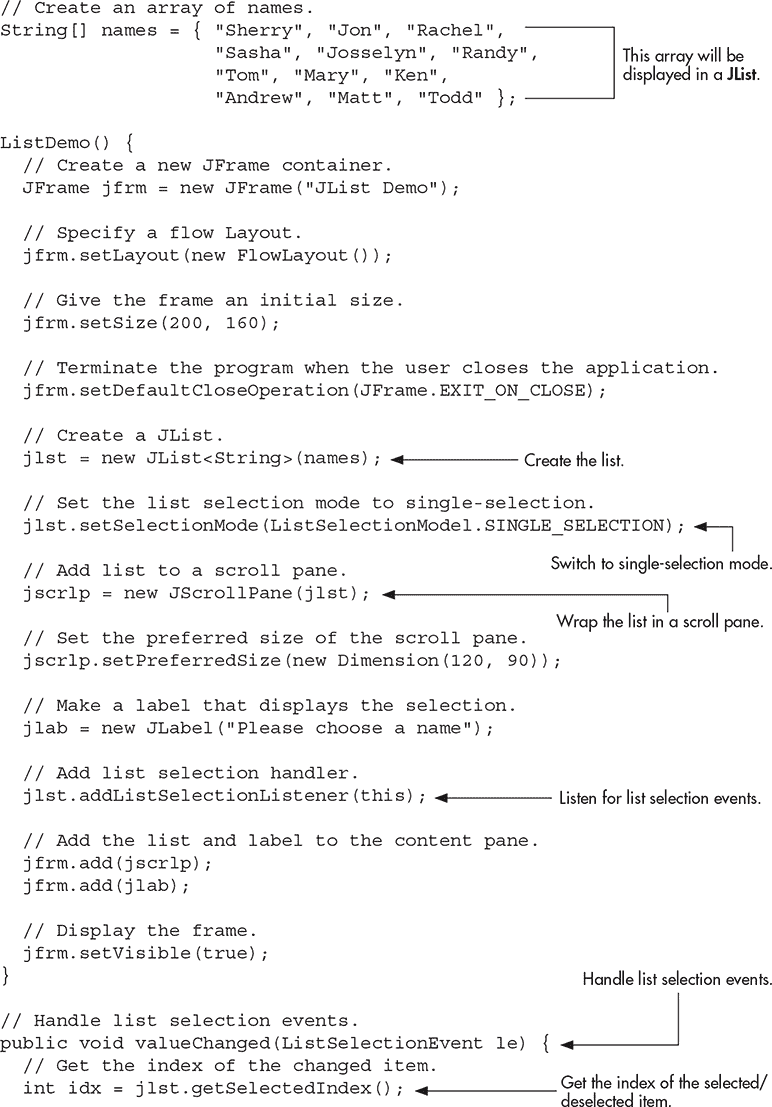 // Create an array of names.
String[] names = { "Sherry", "Jon", "Rachel",
"Sasha", "Josselyn", "Randy",
"Tom", "Mary", "Ken",
"Andrew", "Matt", "Todd" };
This array will be
displayed in a JList.
ListDemo() {
// Create a new JFrame container.
JFrame jfrm = new JFrame("JList Demo");
// Specify a flow Layout.
jfrm.setLayout(new FlowLayout());
// Give the frame an initial size.
jfrm.setSize(200, 160);
// Terminate the program when the user closes the application.
jfrm.setDefaultCloseOperation(JFrame.EXIT_ON_CLOSE);
// Create a JList.
jlst = new JList<String>(names);
Create the list.
// Set the list selection mode to single-selection.
jlst.setSelectionMode(ListSelectionModel.SINGLE_SELECTION);
Switch to single-selection mode.
// Add list to a scroll pane.
jscrlp = new JScrollPane(jlst);
Wrap the list in a scroll pane.
// Set the preferred size of the scroll pane.
jscrlp.setPreferredSize(new Dimension(120, 90));
// Make a label that displays the selection.
jlab = new JLabel("Please choose a name");
// Add list selection handler.
jlst.addListSelectionListener(this);
Listen for list selection events.
// Add the list and label to the content pane.
jfrm.add(jscrlp);
jfrm.add(jlab);
// Display the frame.
jfrm.setVisible(true);
}
Handle list selection events.
// Handle list selection events.
public void valueChanged(ListSelectionEvent le) {
// Get the index of the changed item.
int idx = jlst.getSelectedIndex();
Get the index of the selected/
deselected item.